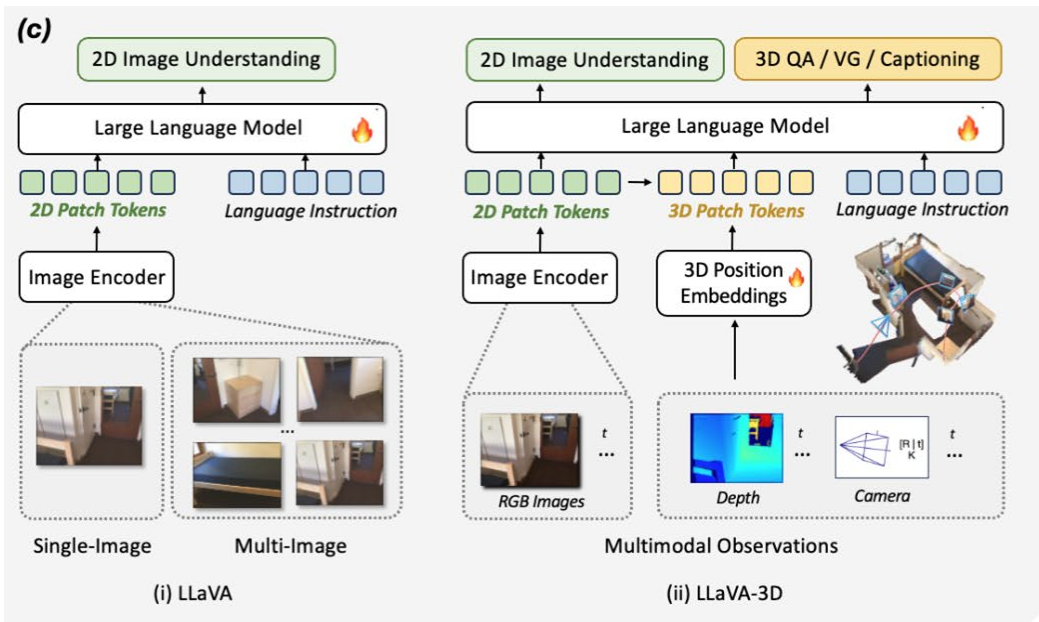 (c)
2D Image Understanding
Large Language Model
2D Patch Tokens
Language Instruction
Image Encoder
...
Single-Image
Multi-Image
(i) LLaVA
2D Image Understanding
3D QA / VG / Captioning
Large Language Model
2D Patch Tokens
3D Patch Tokens
Language Instruction
Image Encoder
3D Position
Embeddings
t
...
RGB Images
t
...
Depth
[R | t]
K
t
...
Camera
Multimodal Observations
(ii) LLaVA-3D